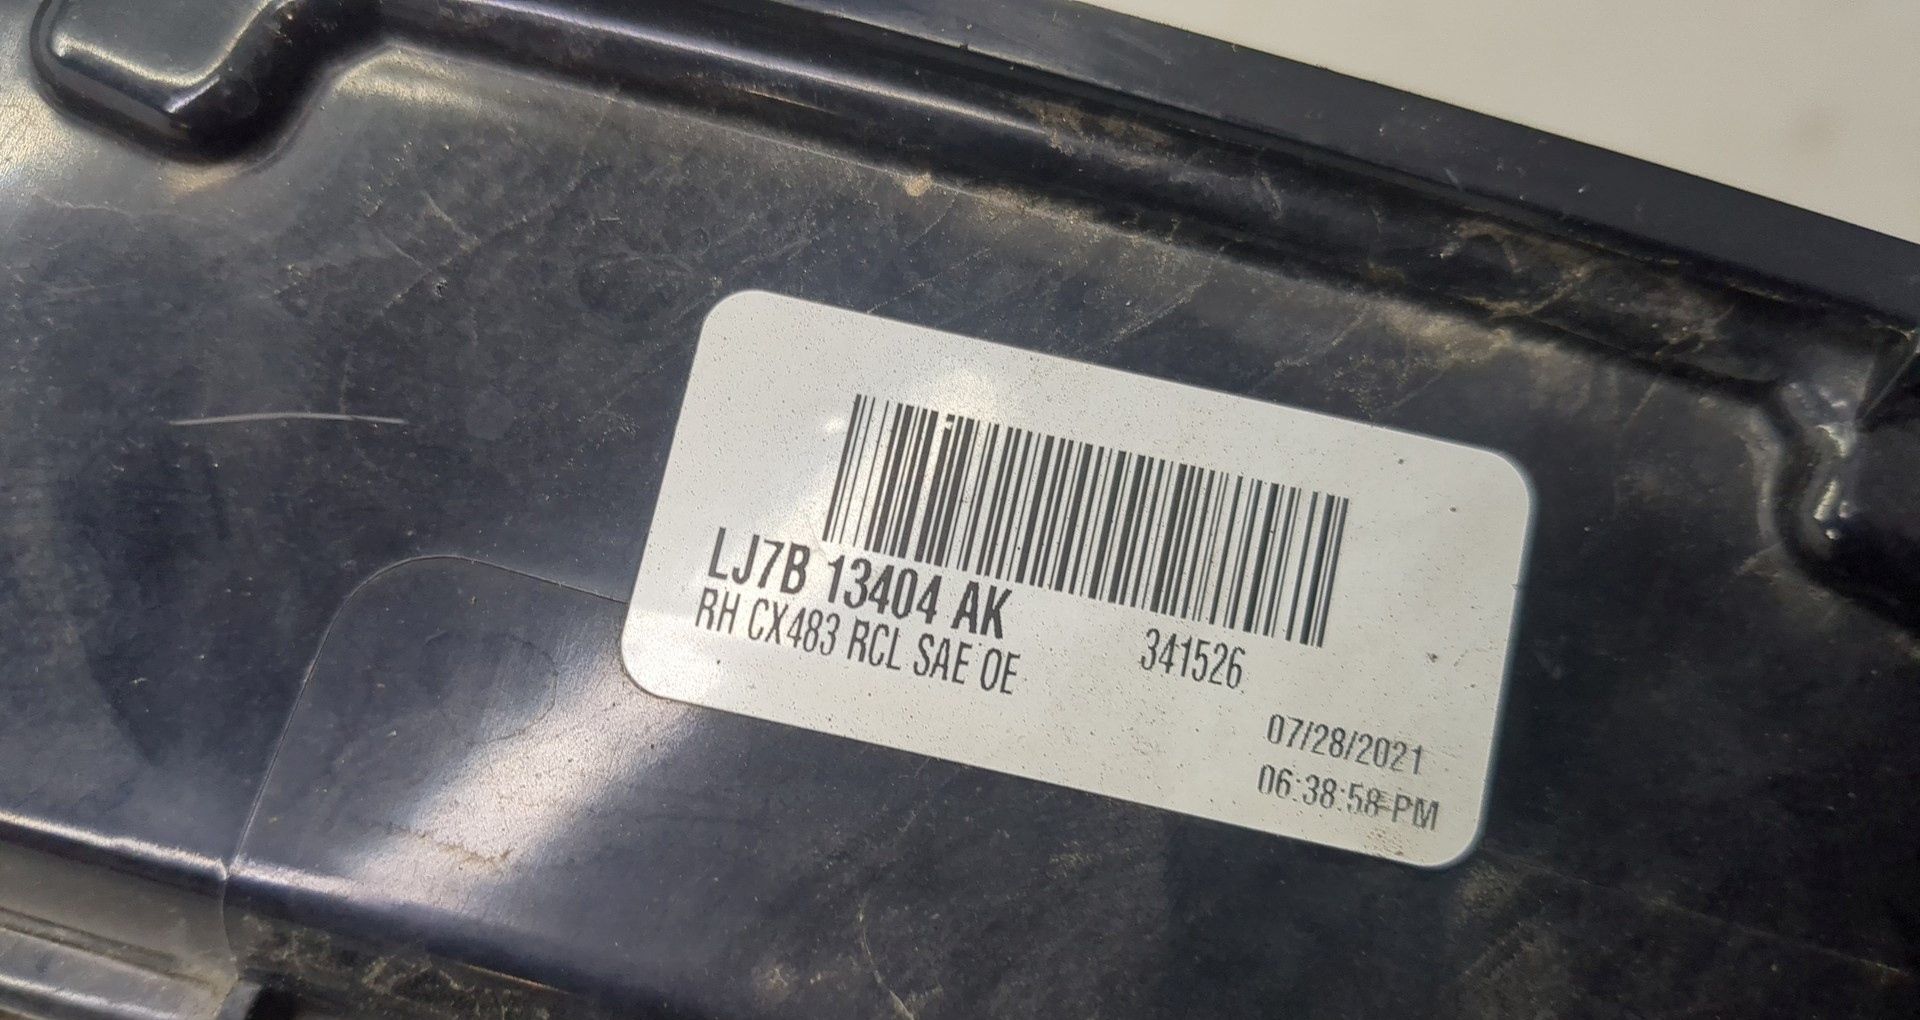 LJ7B 13404 AK
RH CX483 RCL SAE OE
341526
07/28/2021
06:38:58 PM